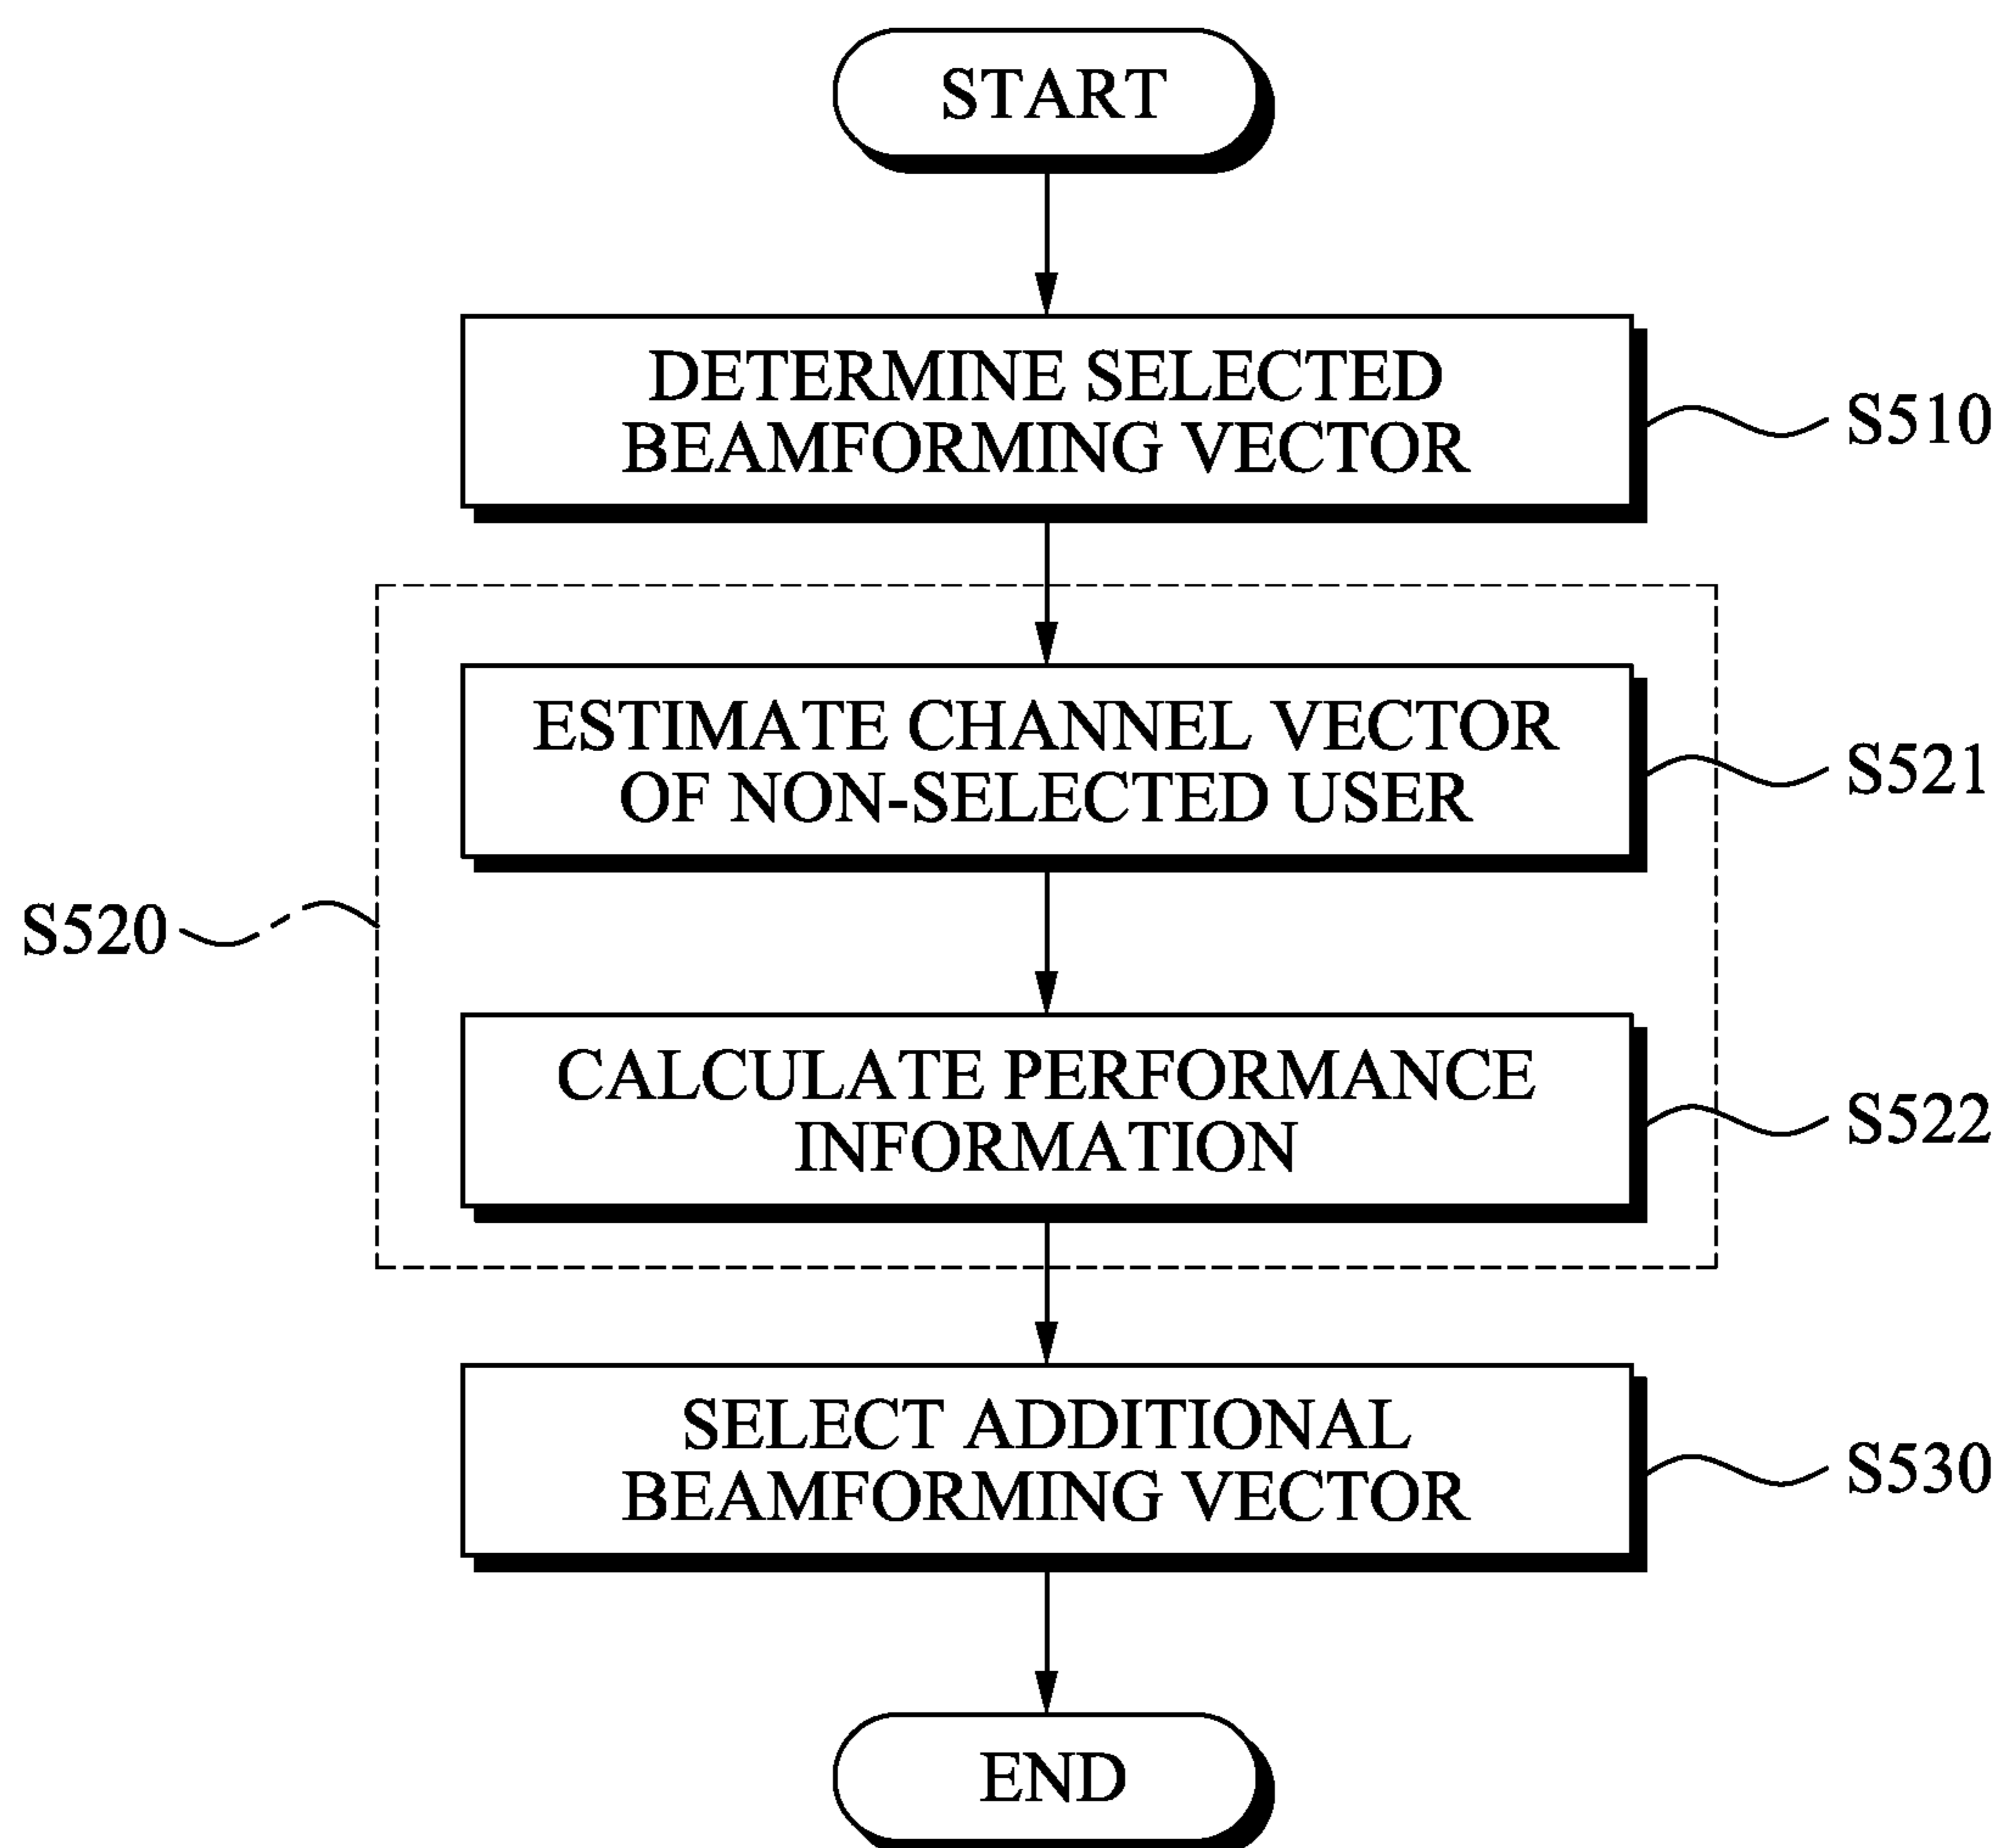 START
DETERMINE SELECTED
BEAMFORMING VECTOR
S510
ESTIMATE CHANNEL VECTOR
OF NON-SELECTED USER
S521
S520
CALCULATE PERFORMANCE
INFORMATION
S522
SELECT ADDITIONAL
BEAMFORMING VECTOR
S530
END